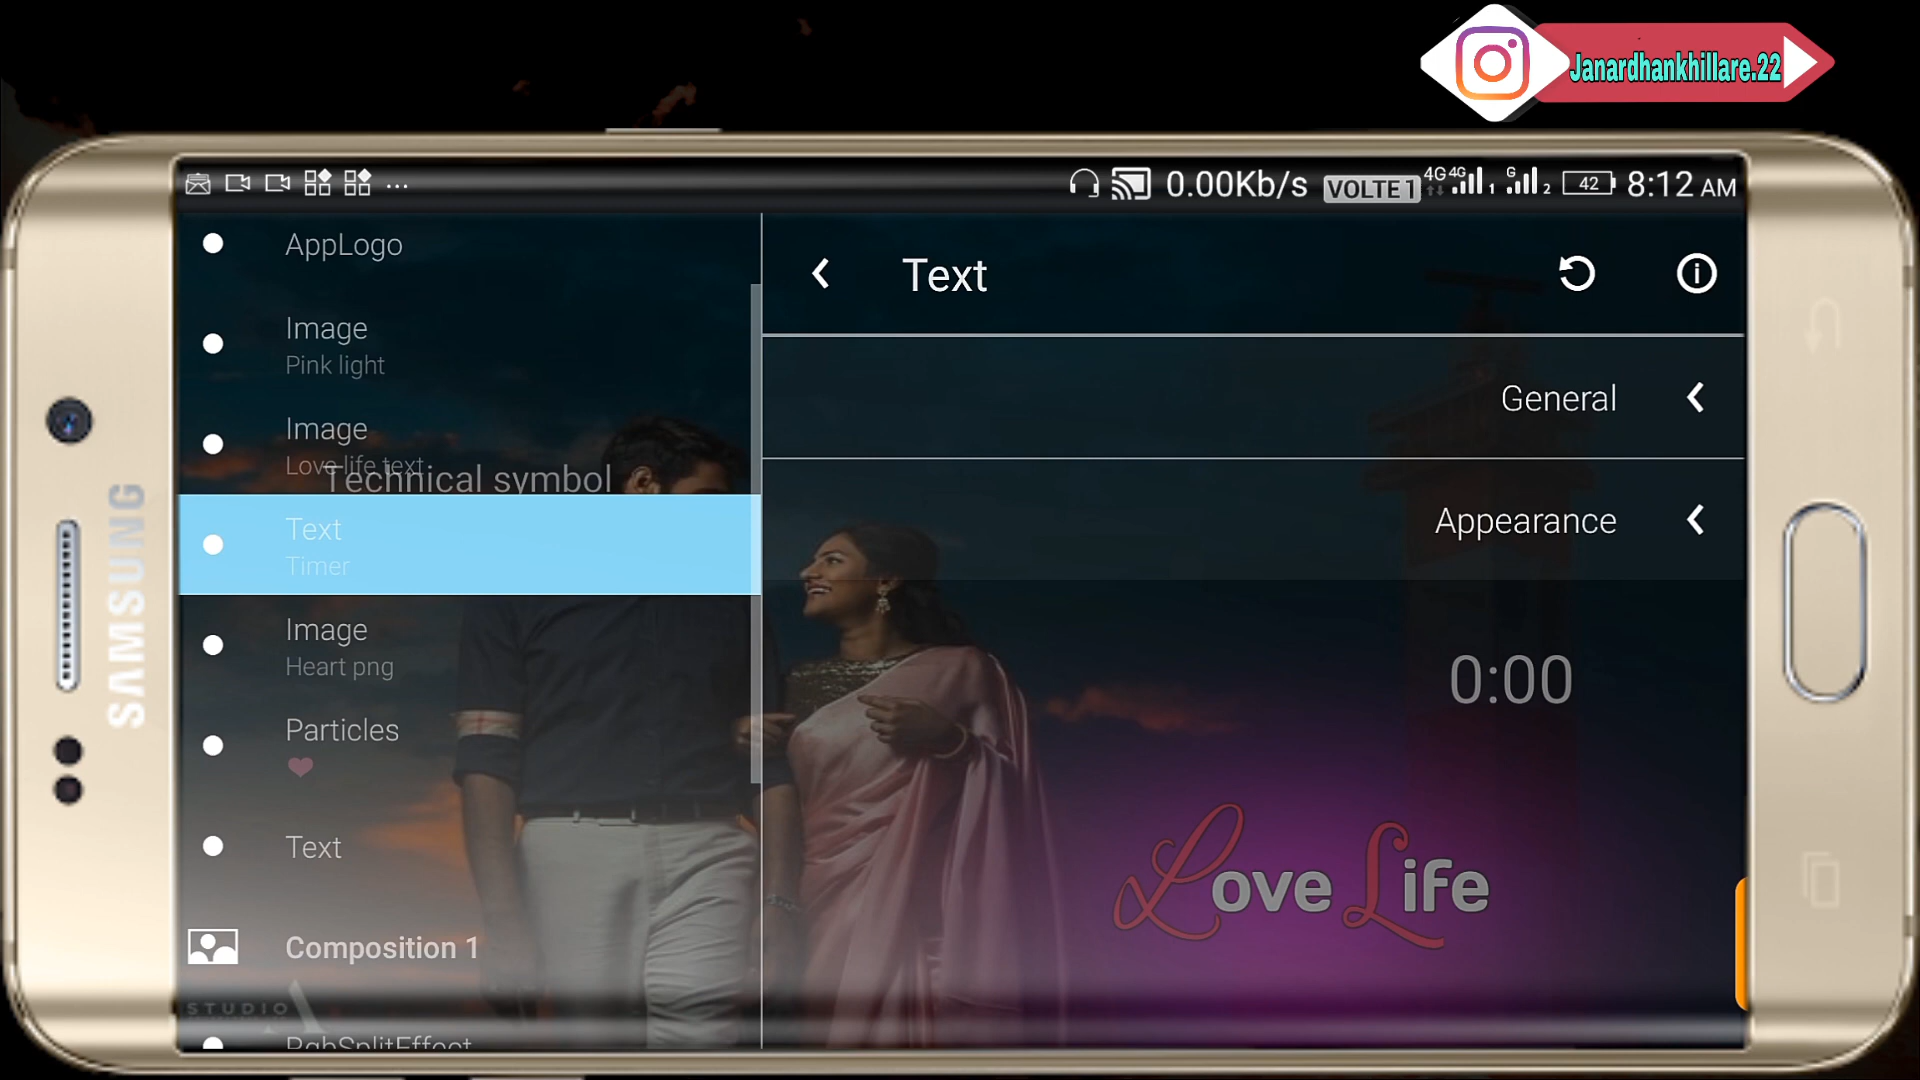 Janardhankhillare.22
0.00Kb/s VOLTE 1 4G 4G 1 G 2 42 8:12 AM
AppLogo
Image
Pink light
Image
Love life text
Technical symbol
Text
Timer
Image
Heart png
Particles
Text
Composition 1
STUDIO
RgbSplitEffect
Text
General
Appearance
0:00
Love Life
SAMSUNG